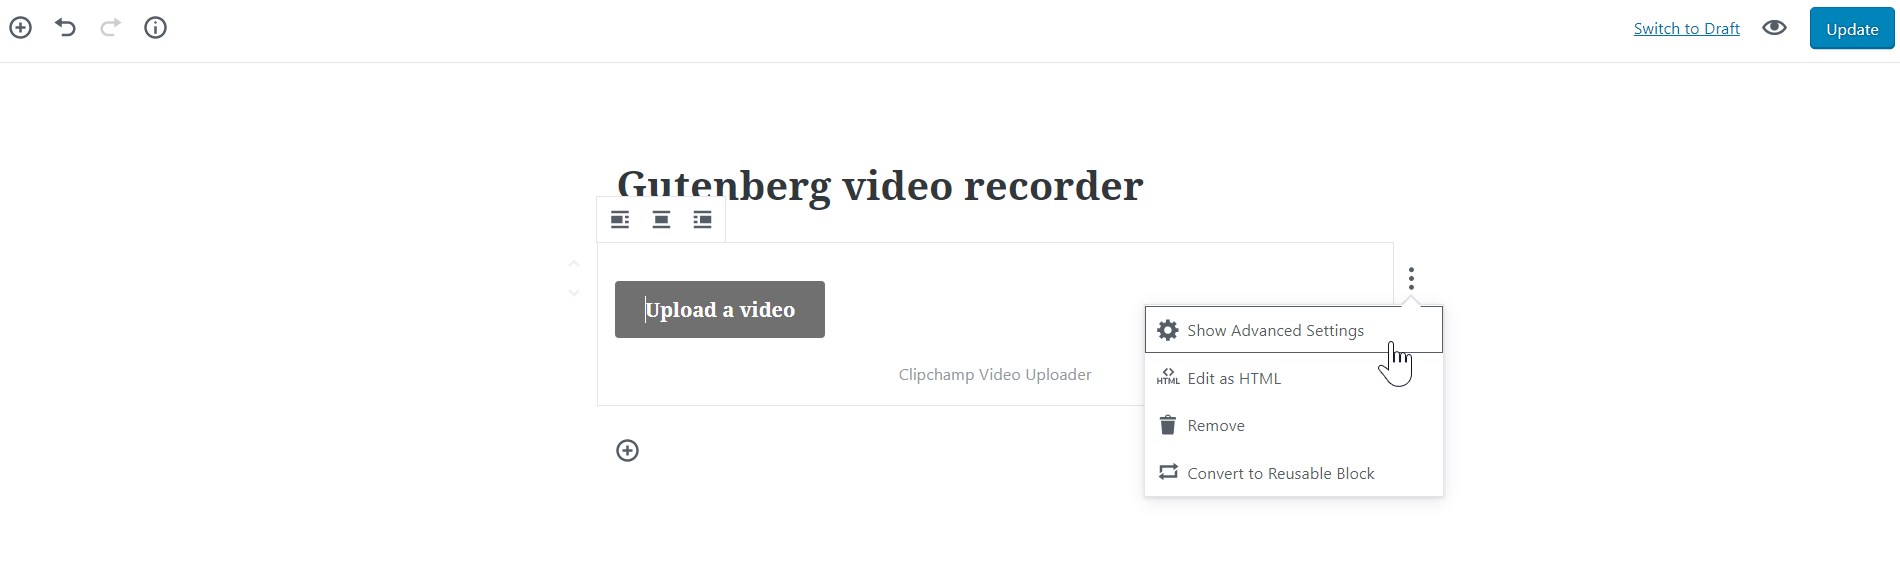 Switch to Draft
Update
Gutenberg video recorder
Upload a video
Clipchamp Video Uploader
Show Advanced Settings
HTML Edit as HTML
Remove
Convert to Reusable Block